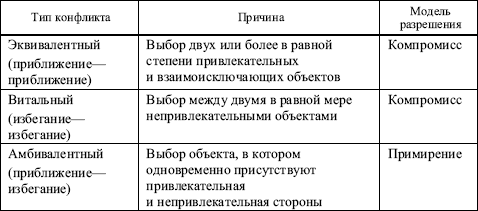 Тип конфликта
Причина
Модель
разрешения
Эквивалентный
(приближение—
приближение)
Выбор двух или более в равной
степени привлекательных
и взаимоисключающих объектов
Компромисс
Витальный
(избегание—
избегание)
Выбор между двумя в равной мере
непривлекательными объектами
Компромисс
Амбивалентный
(приближение—
избегание)
Выбор объекта, в котором
одновременно присутствуют
привлекательная
и непривлекательная стороны
Примирение